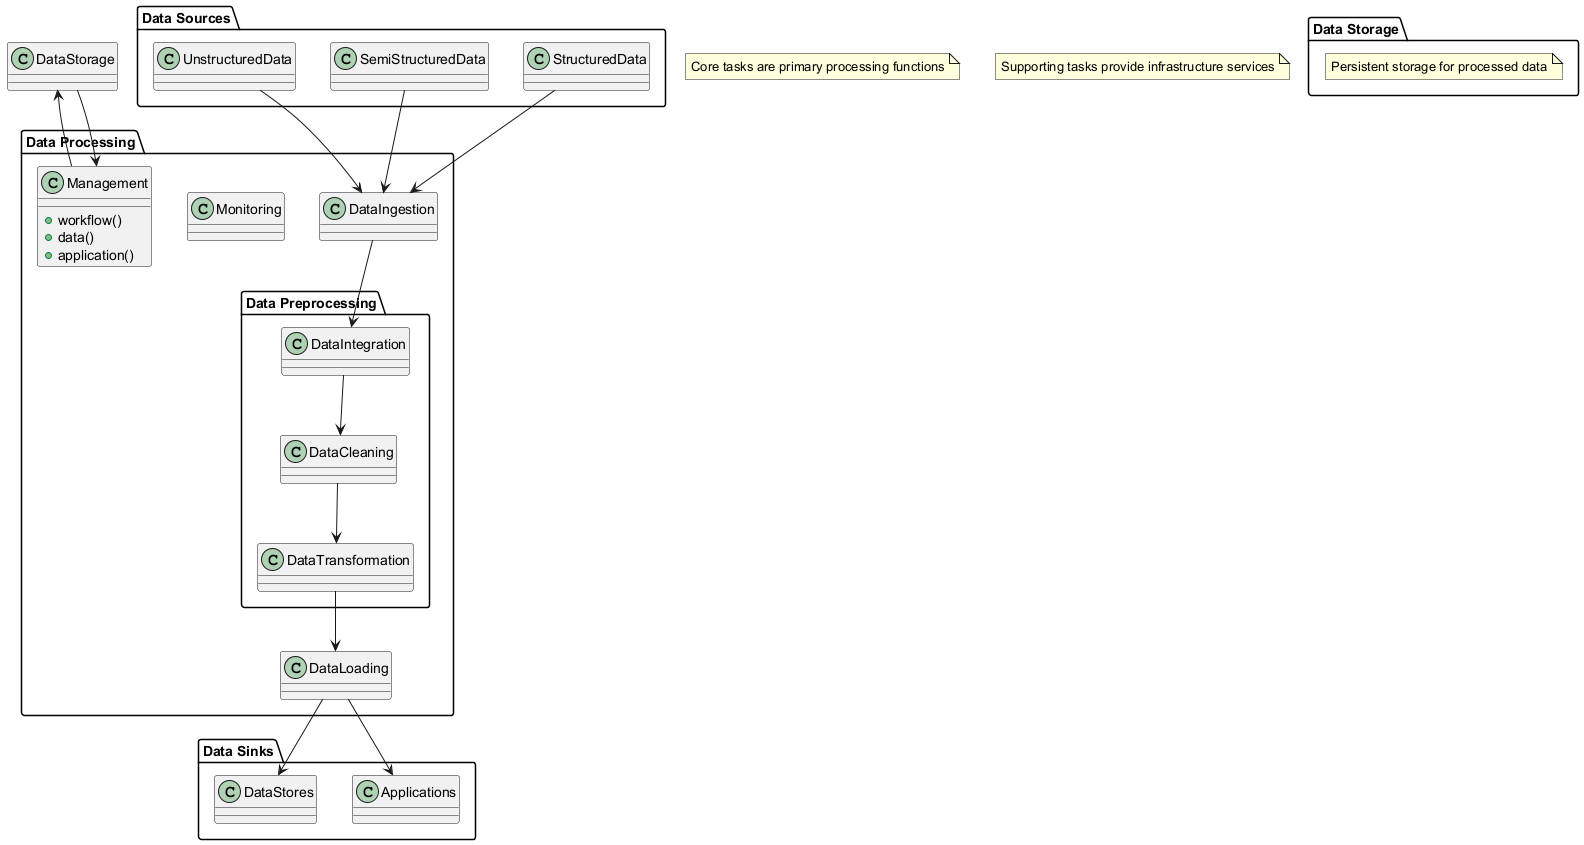 Data Sources
Data Storage
C DataStorage
C UnstructuredData
C SemiStructuredData
C StructuredData
Core tasks are primary processing functions
Supporting tasks provide infrastructure services
Persistent storage for processed data
Data Processing
C Management
workflow()
data()
application()
C Monitoring
C DataIngestion
Data Preprocessing
C DataIntegration
C DataCleaning
C DataTransformation
C DataLoading
Data Sinks
C DataStores
C Applications